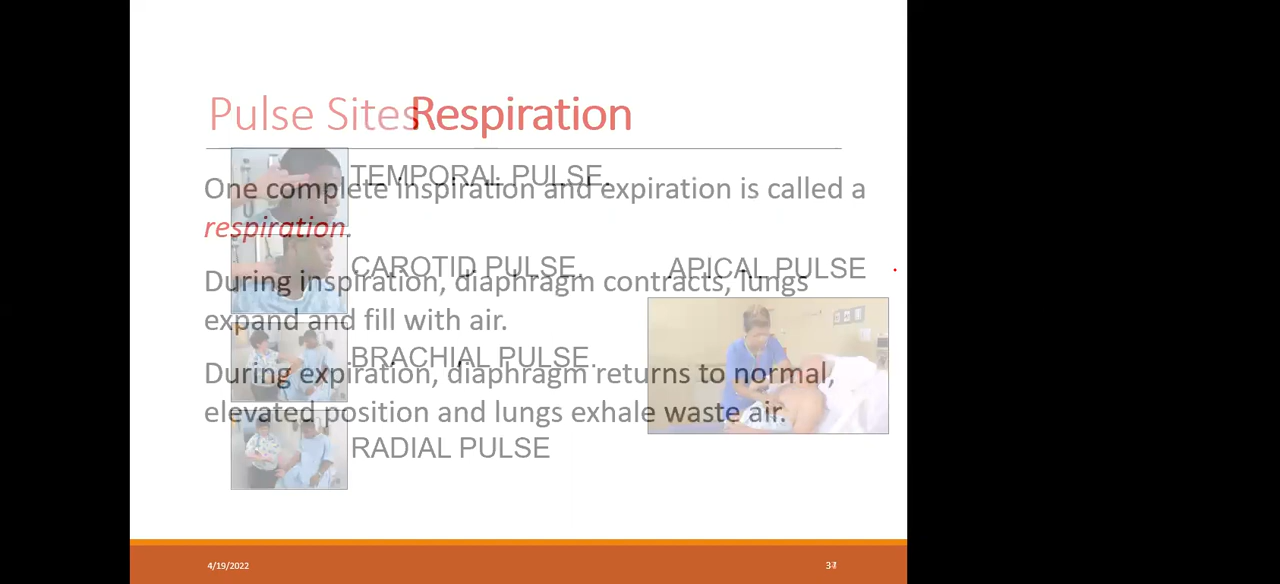 Pulse Sites
Respiration
TEMPORAL PULSE.
One complete inspiration and expiration is called a
respiration.
CAROTID PULSE.
APICAL PULSE
During inspiration, diaphragm contracts, lungs
expand and fill with air.
BRACHIAL PULSE.
During expiration, diaphragm returns to normal,
elevated position and lungs exhale waste air.
RADIAL PULSE
4/19/2022